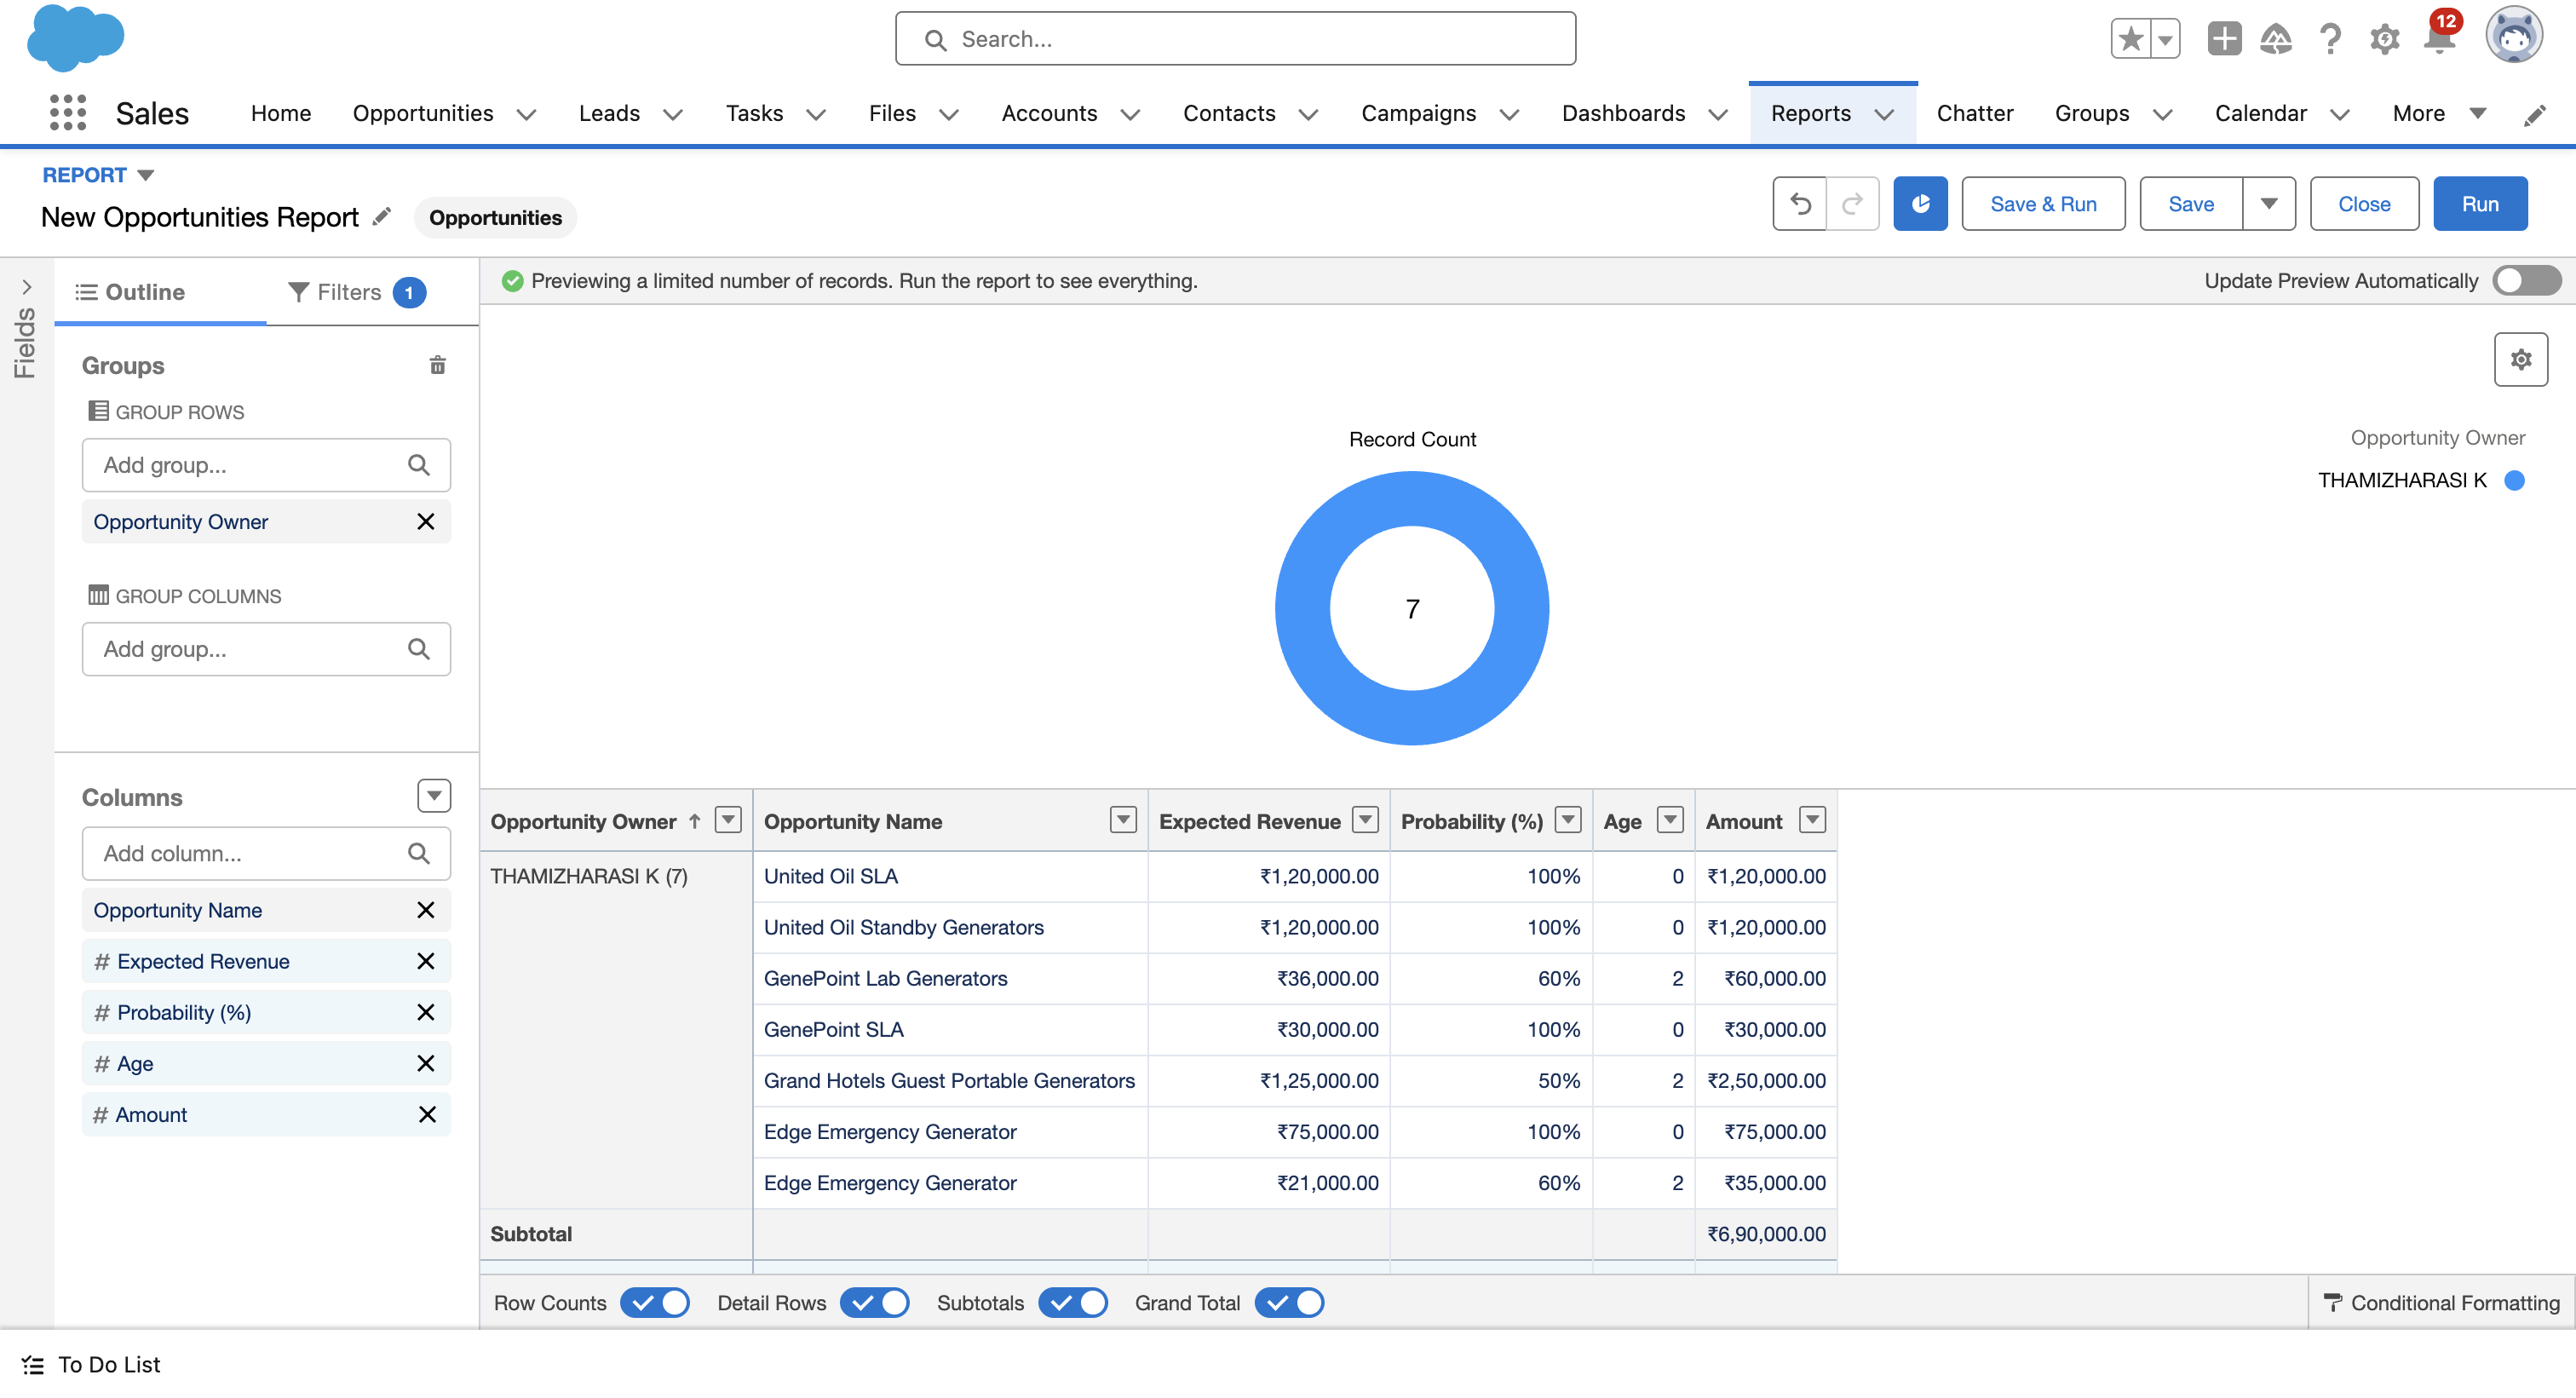 Search...
12
Sales Home Opportunities Leads Tasks Files Accounts Contacts Campaigns Dashboards Reports Chatter Groups Calendar More
REPORT
New Opportunities Report Opportunities
Save & Run Save Close Run
Fields
Outline Filters 1
Previewing a limited number of records. Run the report to see everything. Update Preview Automatically
Groups
GROUP ROWS
Add group...
Opportunity Owner
GROUP COLUMNS
Add group...
Record Count
7
Opportunity Owner
THAMIZHARASI K
Columns
Add column...
Opportunity Name
# Expected Revenue
# Probability (%)
# Age
# Amount
Opportunity Owner ↑ Opportunity Name Expected Revenue Probability (%) Age Amount
THAMIZHARASI K (7) United Oil SLA ₹1,20,000.00 100% 0 ₹1,20,000.00
United Oil Standby Generators ₹1,20,000.00 100% 0 ₹1,20,000.00
GenePoint Lab Generators ₹36,000.00 60% 2 ₹60,000.00
GenePoint SLA ₹30,000.00 100% 0 ₹30,000.00
Grand Hotels Guest Portable Generators ₹1,25,000.00 50% 2 ₹2,50,000.00
Edge Emergency Generator ₹75,000.00 100% 0 ₹75,000.00
Edge Emergency Generator ₹21,000.00 60% 2 ₹35,000.00
Subtotal ₹6,90,000.00
Row Counts Detail Rows Subtotals Grand Total Conditional Formatting
To Do List